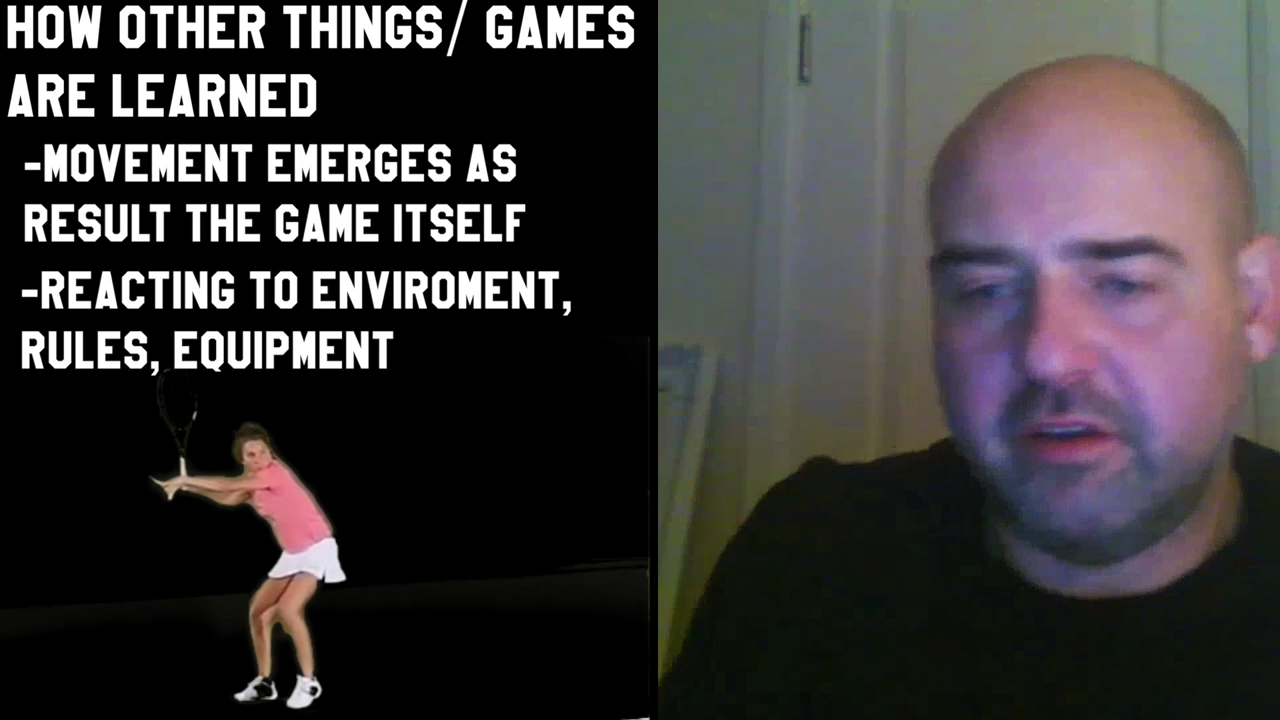 HOW OTHER THINGS/ GAMES
ARE LEARNED
-MOVEMENT EMERGES AS
RESULT THE GAME ITSELF
-REACTING TO ENVIROMENT,
RULES, EQUIPMENT